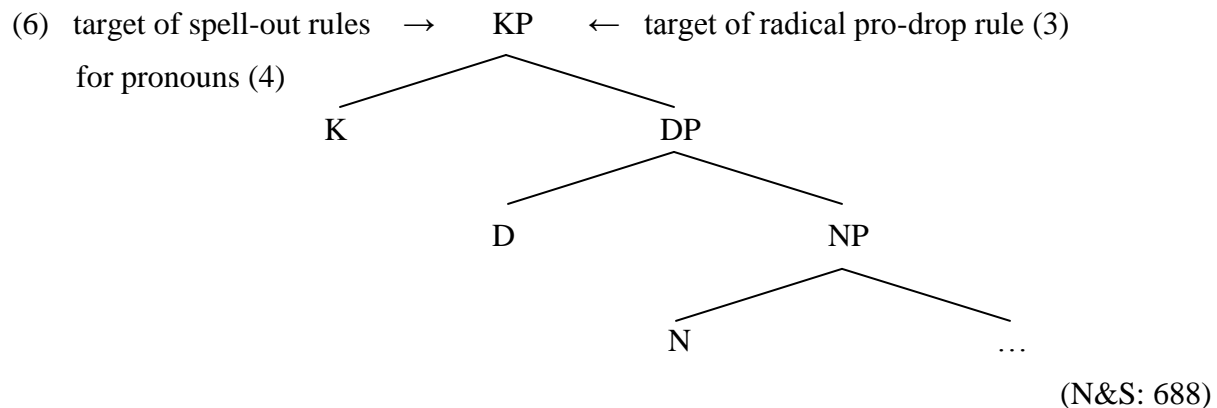 (6) target of spell-out rules → KP ← target of radical pro-drop rule (3)
for pronouns (4)
K DP
D NP
N …
(N&S: 688)